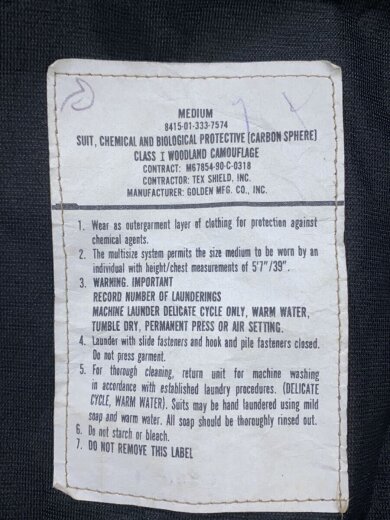 MEDIUM
8415-01-333-7574
SUIT, CHEMICAL AND BIOLOGICAL PROTECTIVE (CARBON SPHERE)
CLASS I WOODLAND CAMOUFLAGE
CONTRACT: M67854-90-C-0318
CONTRACTOR: TEX SHIELD, INC.
MANUFACTURER: GOLDEN MFG. CO., INC.
1. Wear as outergarment layer of clothing for protection against
chemical agents.
2. The multisize system permits the size medium to be worn by an
individual with height/chest measurements of 5'7"/39".
3. WARNING. IMPORTANT
RECORD NUMBER OF LAUNDERINGS
MACHINE LAUNDER DELICATE CYCLE ONLY, WARM WATER,
TUMBLE DRY, PERMANENT PRESS OR AIR SETTING.
4. Launder with slide fasteners and hook and pile fasteners closed.
Do not press garment.
5. For thorough cleaning, return unit for machine washing
in accordance with established laundry procedures. (DELICATE
CYCLE, WARM WATER). Suits may be hand laundered using mild
soap and warm water. All soap should be thoroughly rinsed out.
6. Do not starch or bleach.
7. DO NOT REMOVE THIS LABEL